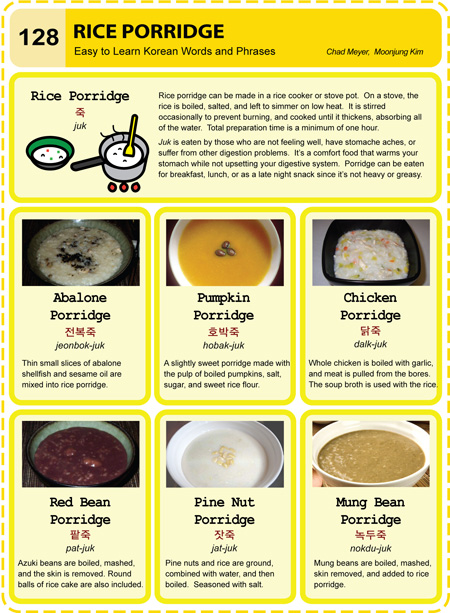 128
RICE PORRIDGE
Easy to Learn Korean Words and Phrases
Chad Meyer, Moonjung Kim
Rice Porridge
죽
juk
Rice porridge can be made in a rice cooker or stove pot. On a stove, the
rice is boiled, salted, and left to simmer on low heat. It is stirred
occasionally to prevent burning, and cooked until it thickens, absorbing all
of the water. Total preparation time is a minimum of one hour.
Juk is eaten by those who are not feeling well, have stomache aches, or
suffer from other digestion problems. It's a comfort food that warms your
stomach while not upsetting your digestive system. Porridge can be eaten
for breakfast, lunch, or as a late night snack since it's not heavy or greasy.
Abalone
Porridge
전복죽
jeonbok-juk
Thin small slices of abalone
shellfish and sesame oil are
mixed into rice porridge.
Pumpkin
Porridge
호박죽
hobak-juk
A slightly sweet porridge made with
the pulp of boiled pumpkins, salt,
sugar, and sweet rice flour.
Chicken
Porridge
닭죽
dalk-juk
Whole chicken is boiled with garlic,
and meat is pulled from the bores.
The soup broth is used with the rice.
Red Bean
Porridge
팥죽
pat-juk
Azuki beans are boiled, mashed,
and the skin is removed. Round
balls of rice cake are also included.
Pine Nut
Porridge
잣죽
jat-juk
Pine nuts and rice are ground,
combined with water, and then
boiled. Seasoned with salt.
Mung Bean
Porridge
녹두죽
nokdu-juk
Mung beans are boiled, mashed,
skin removed, and added to rice
porridge.